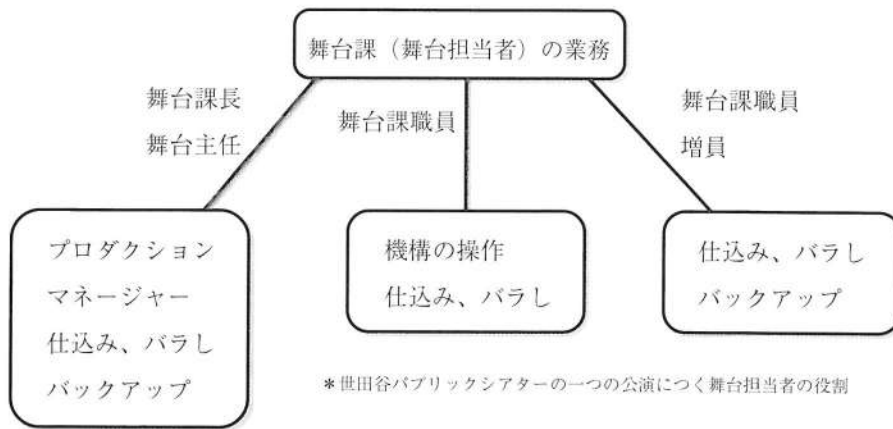 舞台課（舞台担当者）の業務
舞台課長
舞台主任
舞台課職員
舞台課職員
増員
プロダクション
マネージャー
仕込み、バラし
バックアップ
機構の操作
仕込み、バラし
仕込み、バラし
バックアップ
＊世田谷パブリックシアターの一つの公演につく舞台担当者の役割